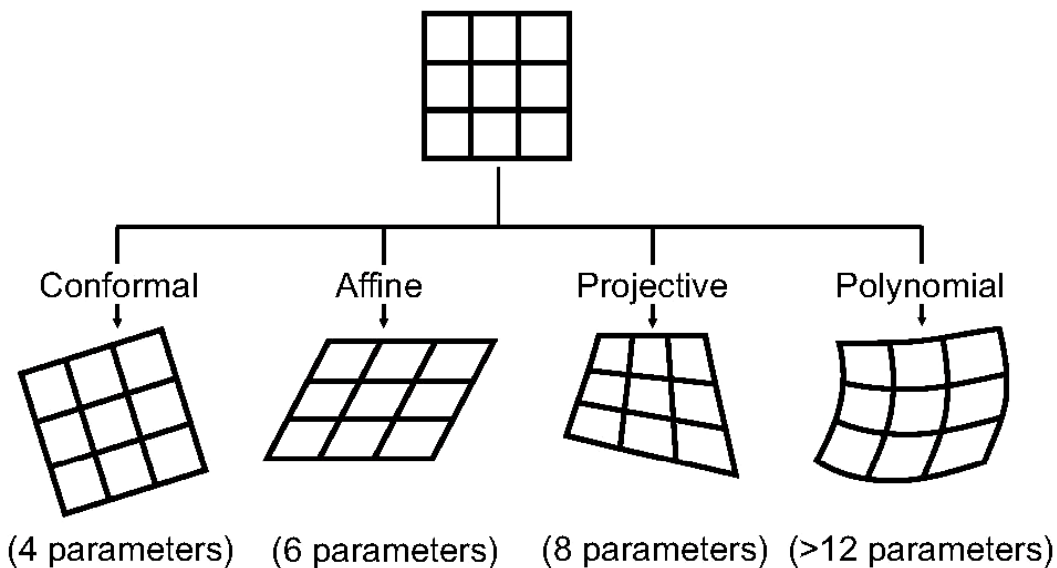 Conformal Affine Projective Polynomial
(4 parameters) (6 parameters) (8 parameters) (>12 parameters)